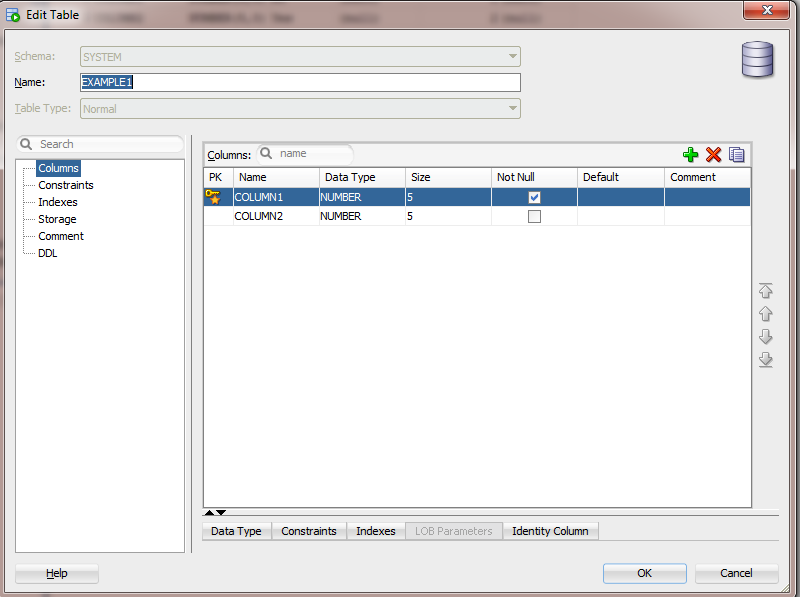 Edit Table
Schema: SYSTEM
Name: EXAMPLE1
Table Type: Normal
Search
Columns
Constraints
Indexes
Storage
Comment
DDL
Columns: name
PK Name Data Type Size Not Null Default Comment
COLUMN1 NUMBER 5
COLUMN2 NUMBER 5
Data Type Constraints Indexes LOB Parameters Identity Column
Help OK Cancel